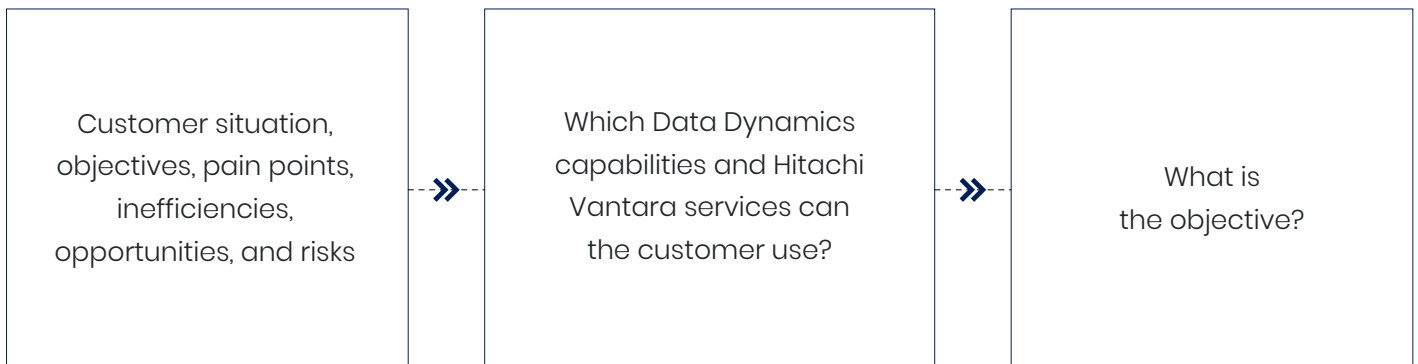 Customer situation,
objectives, pain points,
inefficiencies,
opportunities, and risks
Which Data Dynamics
capabilities and Hitachi
Vantara services can
the customer use?
What is
the objective?